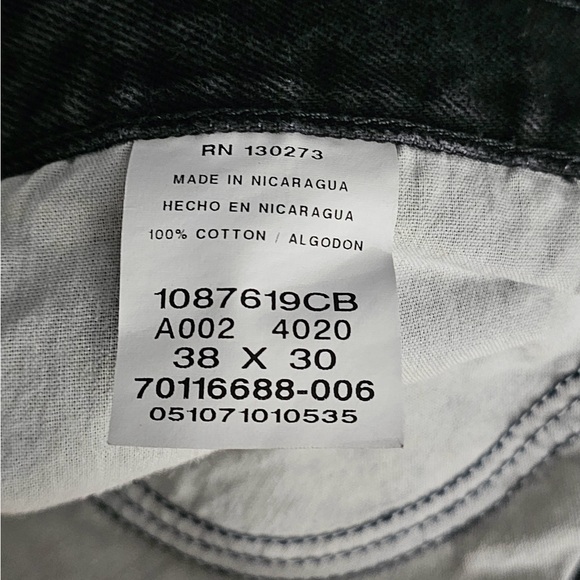 RN 130273
MADE IN NICARAGUA
HECHO EN NICARAGUA
100% COTTON / ALGODON
1087619CB
A002 4020
38 X 30
70116688-006
051071010535